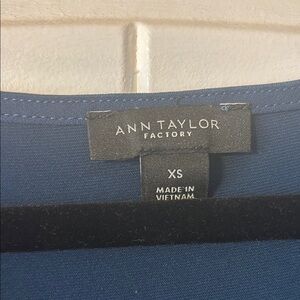 ANN TAYLOR
FACTORY
XS
MADE IN
VIETNAM